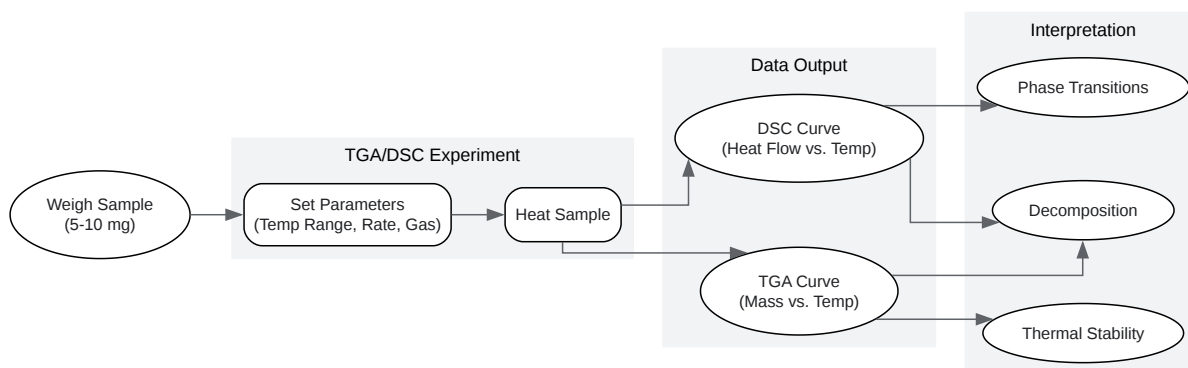 Weigh Sample
(5-10 mg)
TGA/DSC Experiment
Set Parameters
(Temp Range, Rate, Gas)
Heat Sample
Data Output
DSC Curve
(Heat Flow vs. Temp)
TGA Curve
(Mass vs. Temp)
Interpretation
Phase Transitions
Decomposition
Thermal Stability